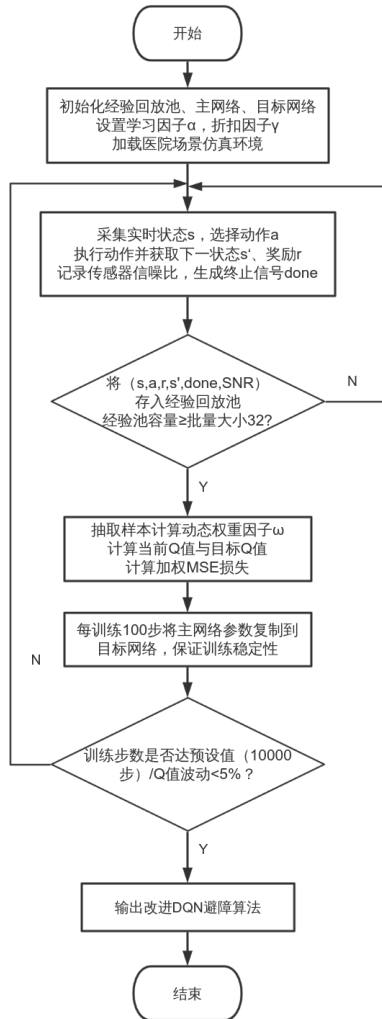 开始
初始化经验回放池、主网络、目标网络
设置学习因子α，折扣因子γ
加载医院场景仿真环境
采集实时状态s，选择动作a
执行动作并获取下一状态s‘、奖励r
记录传感器信噪比，生成终止信号done
将（s,a,r,s',done,SNR）
存入经验回放池
经验池容量≥批量大小32?
N
Y
抽取样本计算动态权重因子ω
计算当前Q值与目标Q值
计算加权MSE损失
每训练100步将主网络参数复制到
目标网络，保证训练稳定性
N
训练步数是否达预设值（10000
步）/Q值波动<5%？
Y
输出改进DQN避障算法
结束